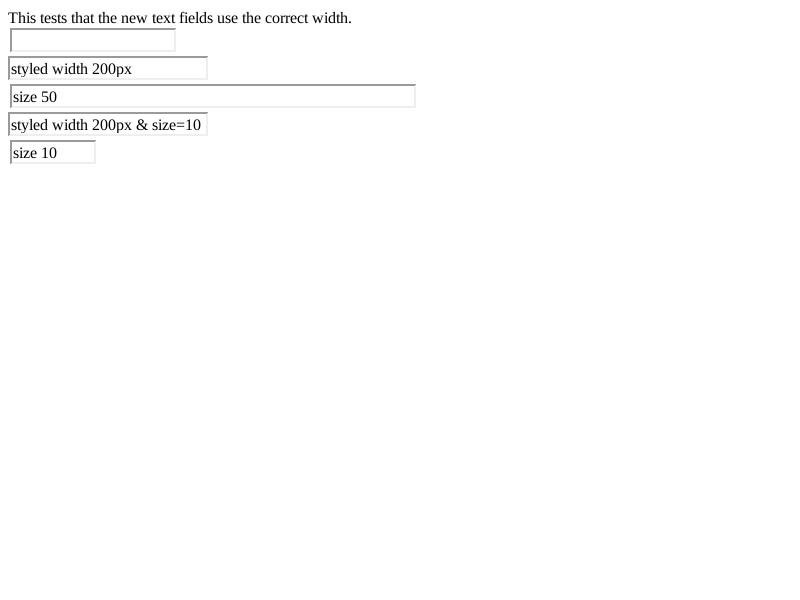 This tests that the new text fields use the correct width.
styled width 200px
size 50
styled width 200px & size=10
size 10